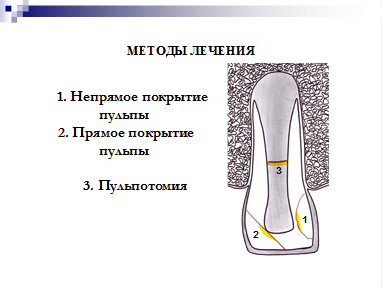 МЕТОДЫ ЛЕЧЕНИЯ
1. Непрямое покрытие
пульпы
2. Прямое покрытие
пульпы
3. Пульпотомия
3
1
2